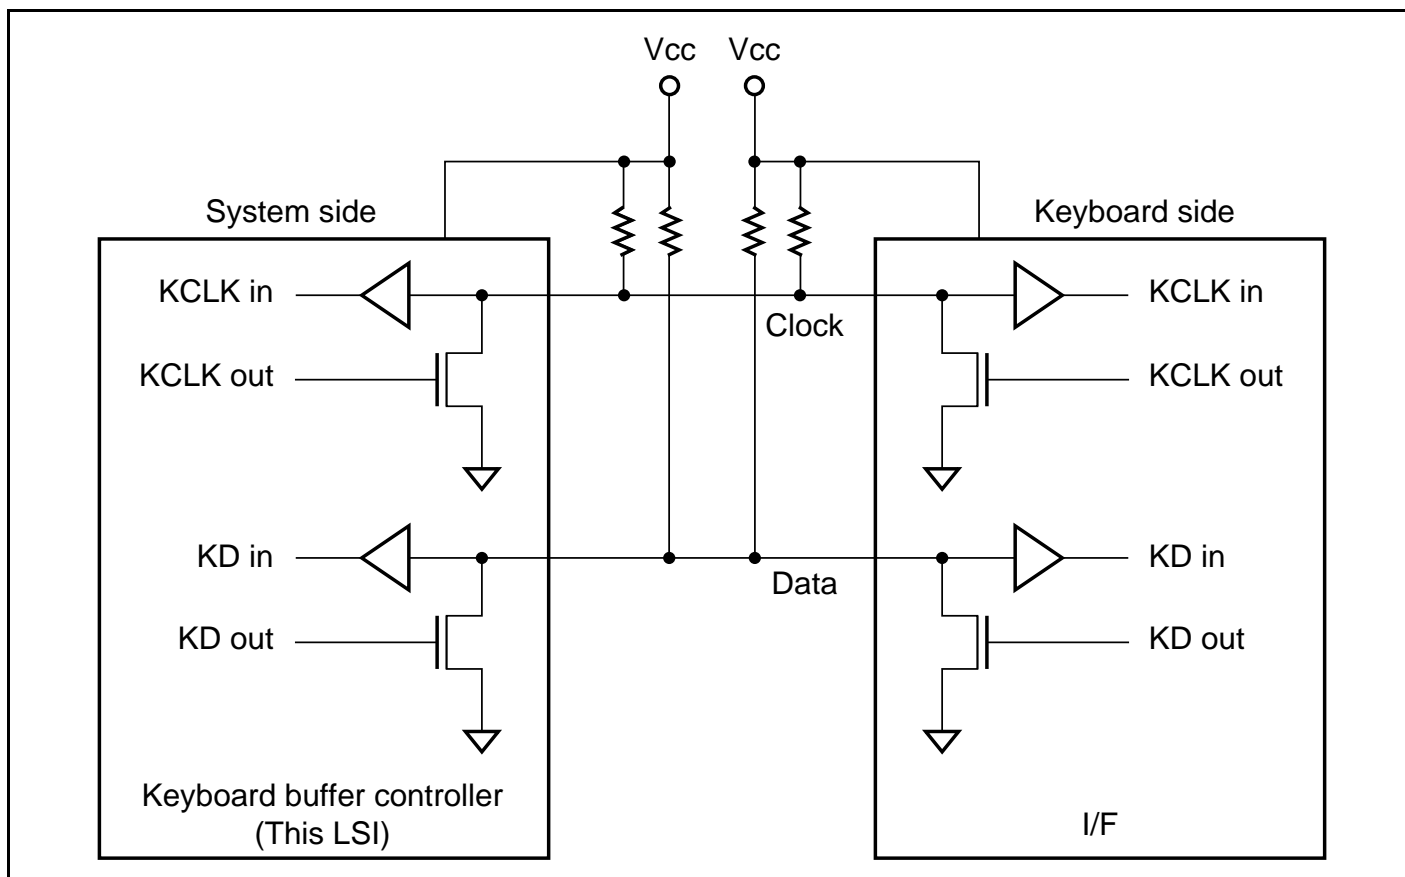 Vcc Vcc
System side
Keyboard side
KCLK in
KCLK in
Clock
KCLK out
KCLK out
KD in
KD in
Data
KD out
KD out
Keyboard buffer controller
(This LSI)
I/F